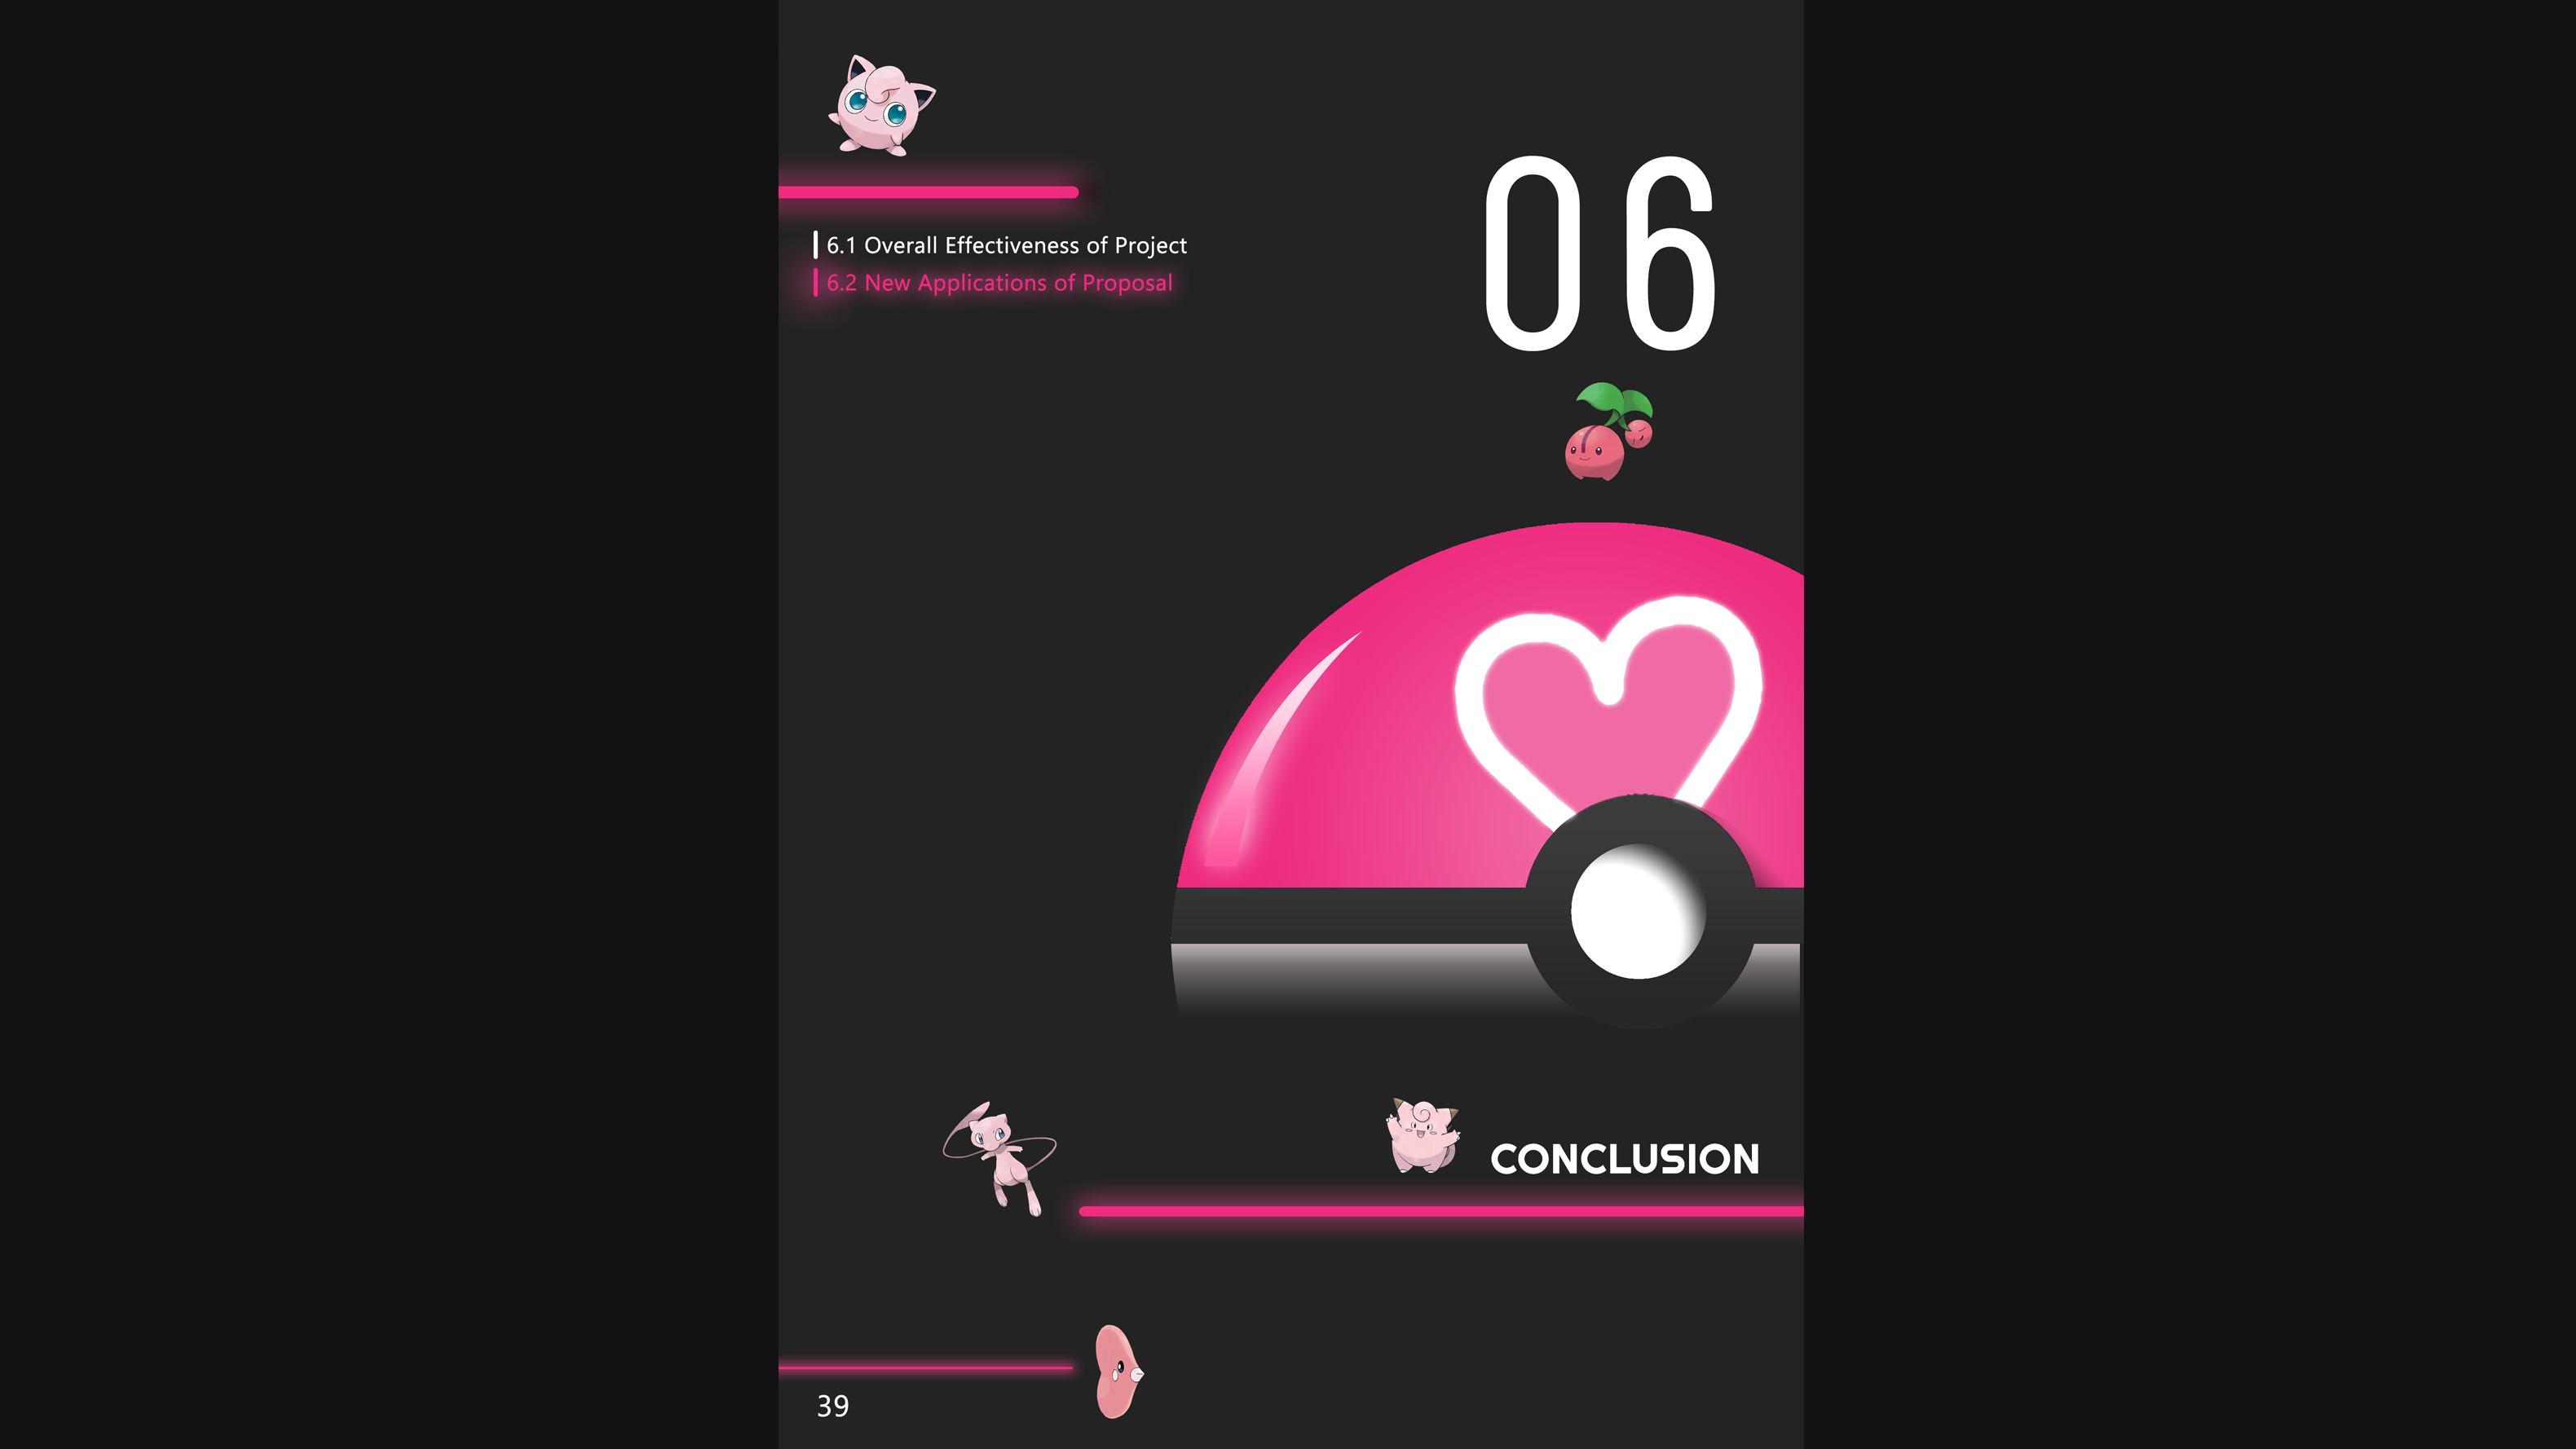 06
6.1 Overall Effectiveness of Project
6.2 New Applications of Proposal
CONCLUSION
39